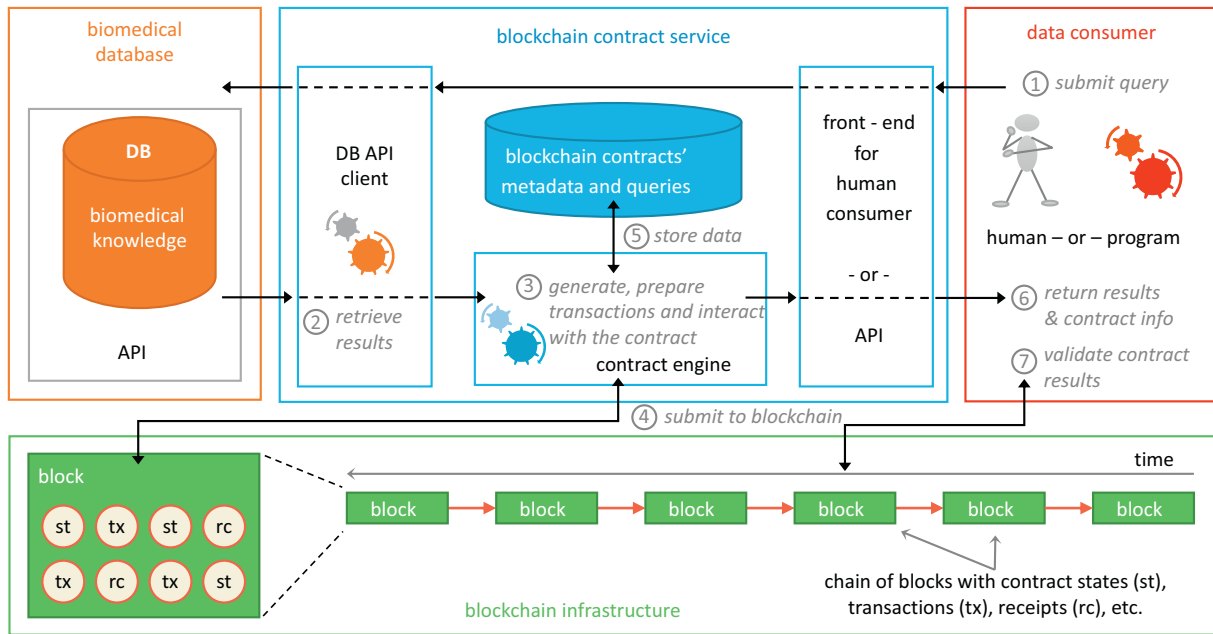 biomedical
database
DB
biomedical
knowledge
API
blockchain contract service
DB API
client
blockchain contracts’
metadata and queries
5 store data
2 retrieve
results
3 generate, prepare
transactions and interact
with the contract
contract engine
front - end
for
human
consumer
- or -
API
data consumer
1 submit query
human – or – program
6 return results
& contract info
7 validate contract
results
4 submit to blockchain
block
st tx st rc
tx rc tx st
time
block block block block block block
chain of blocks with contract states (st),
transactions (tx), receipts (rc), etc.
blockchain infrastructure